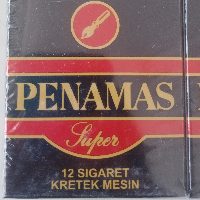 PENAMAS
Super
12 SIGARET
KRETEK MESIN